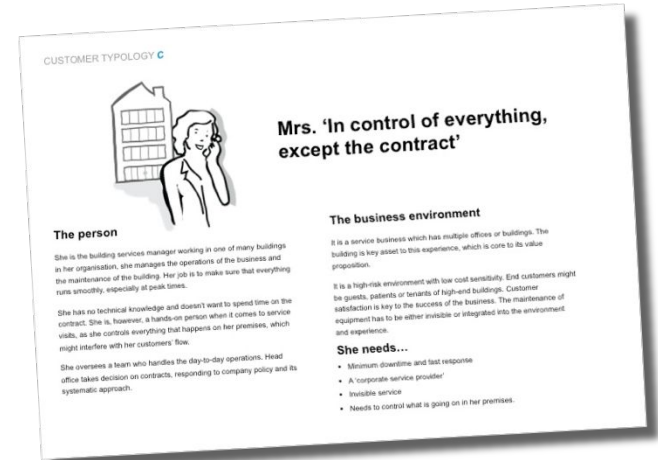 CUSTOMER TYPOLOGY C
Mrs. ‘In control of everything,
except the contract’
The person
She is the building services manager working in one of many buildings
in her organisation, she manages the operations of the business and
the maintenance of the building. Her job is to make sure that everything
runs smoothly, especially at peak times.
She has no technical knowledge and doesn't want to spend time on the
contract. She is, however, a hands-on person when it comes to service
visits, as she controls everything that happens on her premises, which
might interfere with her customers' flow.
She oversees a team who handles the day-to-day operations. Head
office takes decision on contracts, responding to company policy and its
systematic approach.
The business environment
It is a service business which has multiple offices or buildings. The
building is key asset to this experience, which is core to its value
proposition.
It is a high-risk environment with low cost sensitivity. End customers might
be guests, patients or tenants of high-end buildings. Customer
satisfaction is key to the success of the business. The maintenance of
equipment has to be either invisible or integrated into the environment
and experience.
She needs…
• Minimum downtime and fast response
• A 'corporate service provider'
• Invisible service
• Needs to control what is going on in her premises.